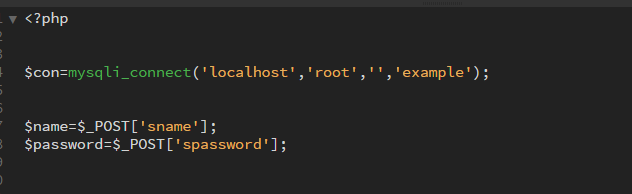 <?php
$con=mysqli_connect('localhost','root','','example');
$name=$_POST['sname'];
$password=$_POST['spassword'];